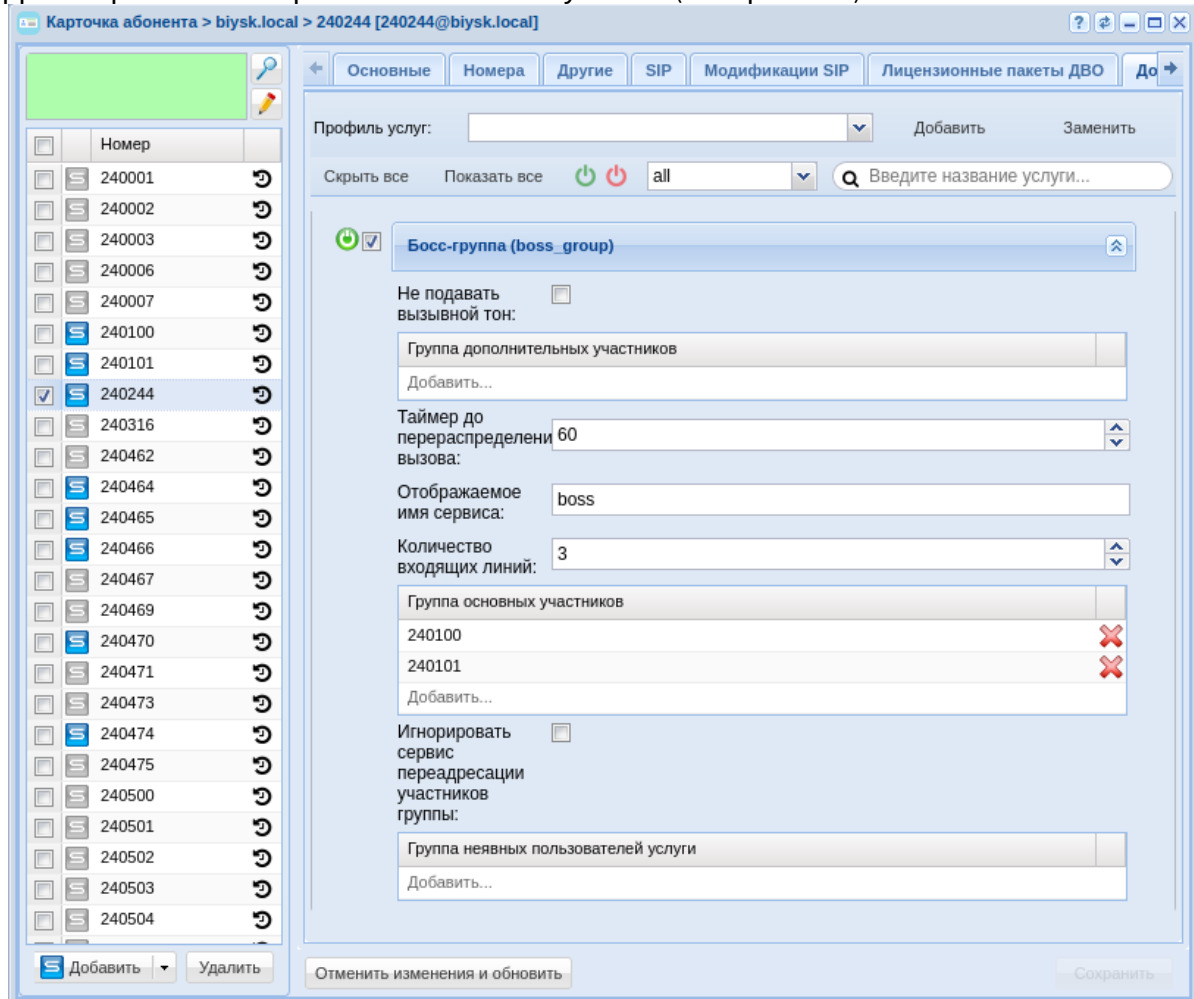 Карточка абонента > biysk.local > 240244 [240244@biysk.local]
Основные
Номера
Другие
SIP
Модификации SIP
Лицензионные пакеты ДВО
До
Профиль услуг:
Добавить
Заменить
Скрыть все
Показать все
all
Введите название услуги...
Номер
240001
240002
240003
240006
240007
240100
240101
240244
240316
240462
240464
240465
240466
240467
240469
240470
240471
240473
240474
240475
240500
240501
240502
240503
240504
Добавить
Удалить
Босс-группа (boss_group)
Не подавать
вызывной тон:
Группа дополнительных участников
Добавить...
Таймер до
перераспределени
вызова:
60
Отображаемое
имя сервиса:
boss
Количество
входящих линий:
3
Группа основных участников
240100
240101
Добавить...
Игнорировать
сервис
переадресации
участников
группы:
Группа неявных пользователей услуги
Добавить...
Отменить изменения и обновить
Сохранить